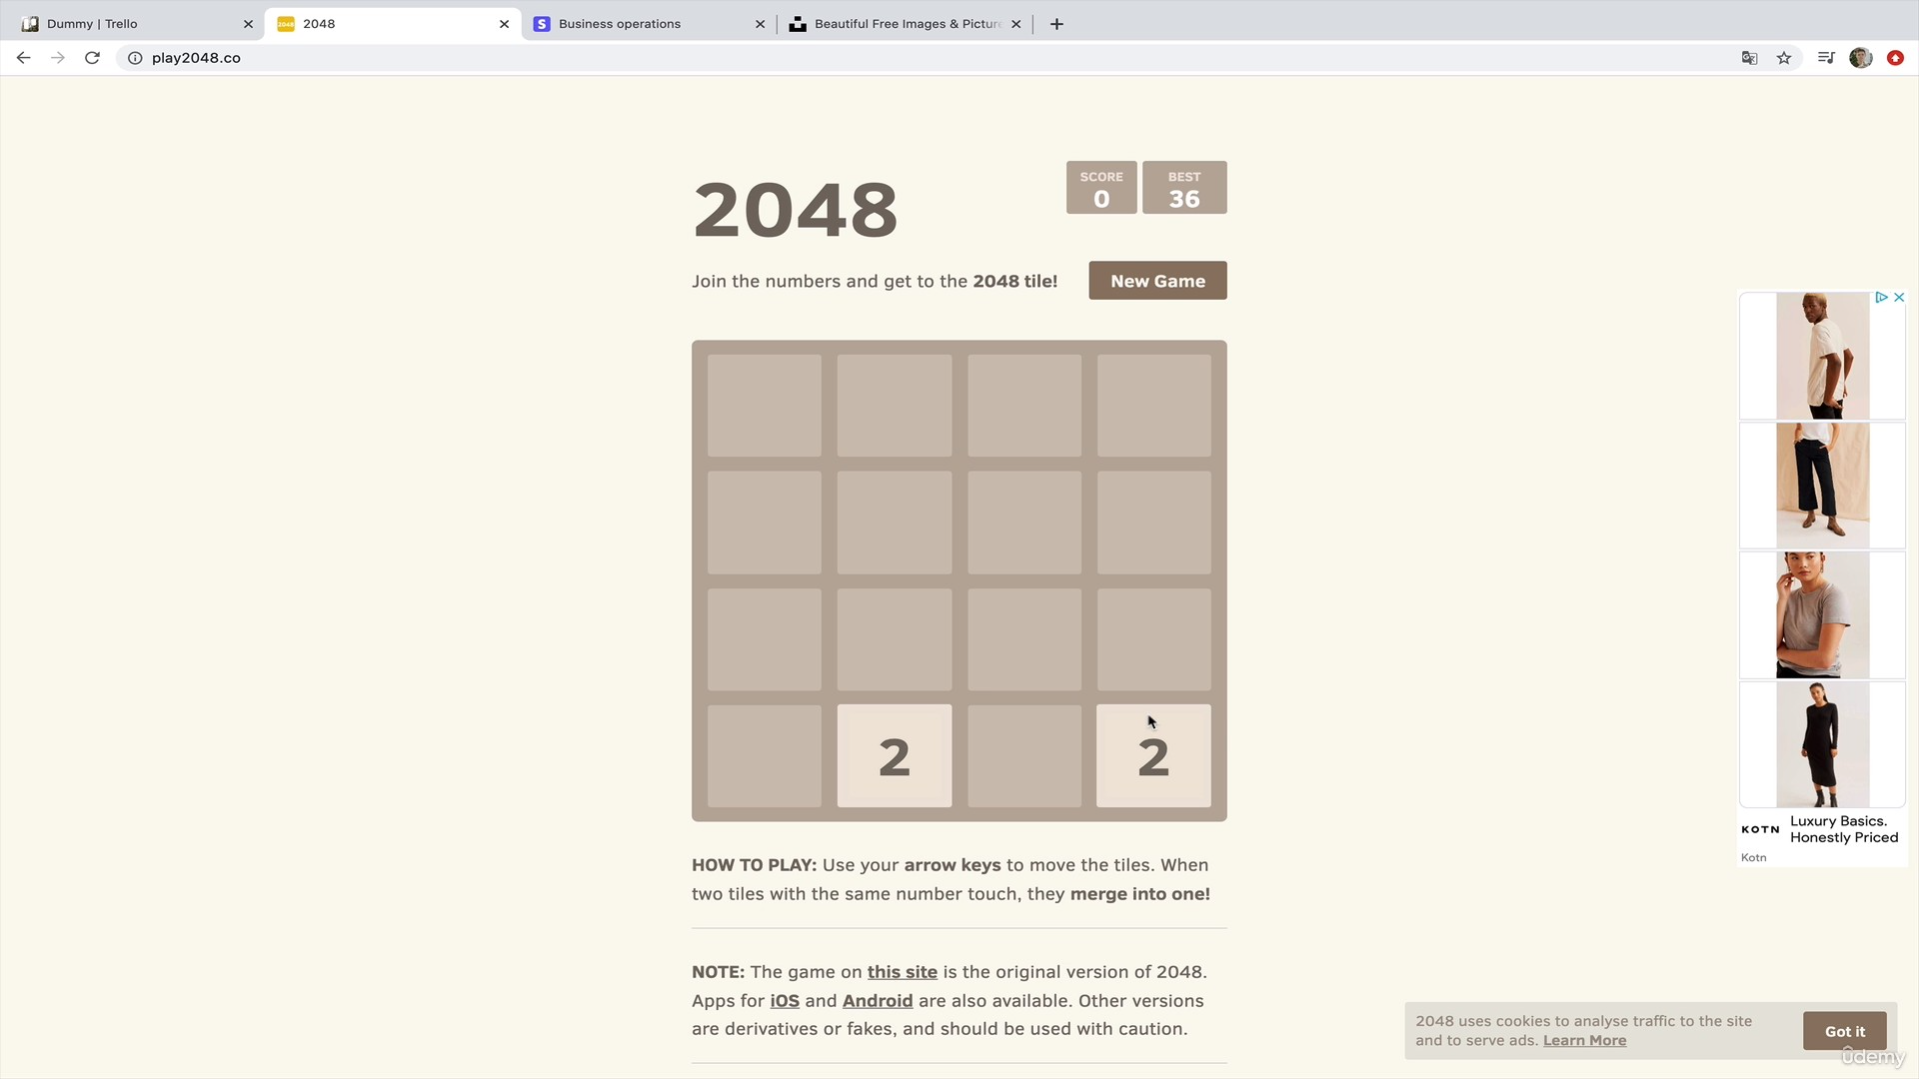 Dummy | Trello
2048
Business operations
Beautiful Free Images & Picture
play2048.co
2048
SCORE
0
BEST
36
Join the numbers and get to the 2048 tile!
New Game
2
2
HOW TO PLAY: Use your arrow keys to move the tiles. When
two tiles with the same number touch, they merge into one!
NOTE: The game on this site is the original version of 2048.
Apps for iOS and Android are also available. Other versions
are derivatives or fakes, and should be used with caution.
KOTN
Luxury Basics.
Honestly Priced
Kotn
2048 uses cookies to analyse traffic to the site
and to serve ads. Learn More
Got it
ûdemy